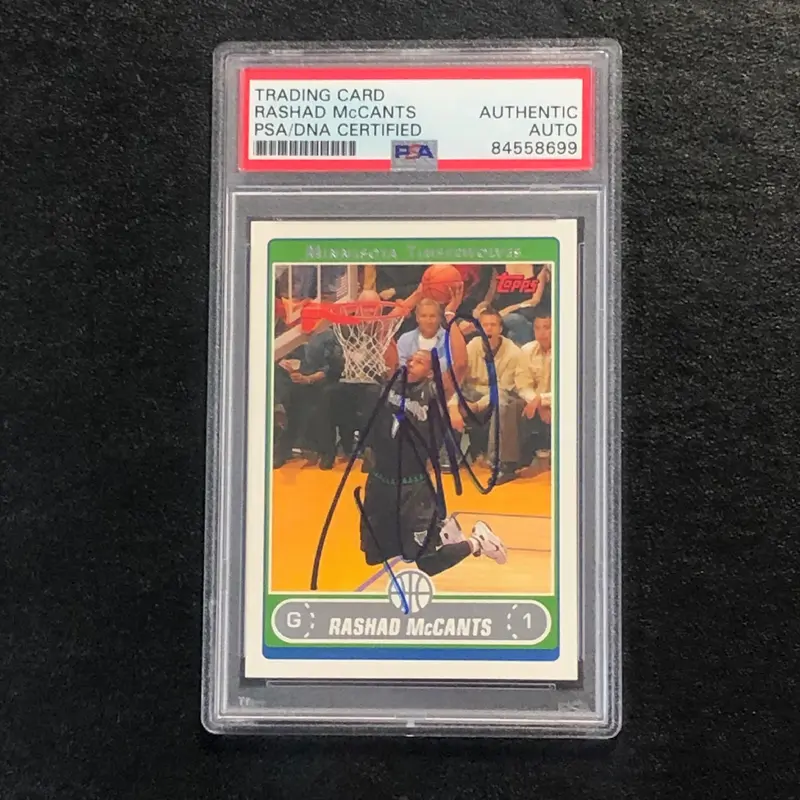 TRADING CARD
RASHAD McCANTS
PSA/DNA CERTIFIED
AUTHENTIC
AUTO
84558699
PSA
MINNESOTA TIMBERWOLVES
Topps
G
RASHAD McCANTS
1